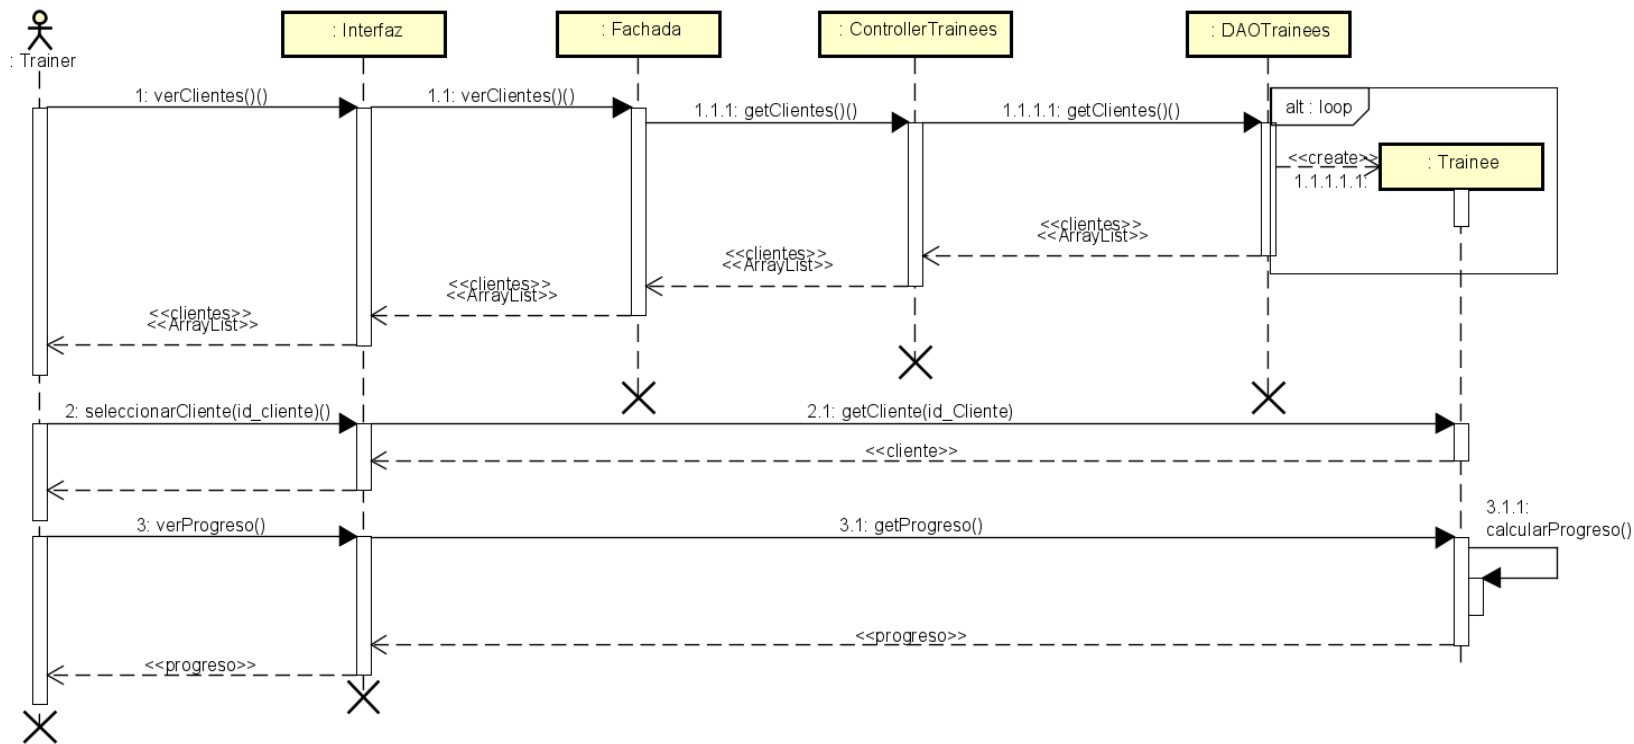 : Trainer
: Interfaz
: Fachada
: ControllerTrainees
: DAOTrainees
1: verClientes()()
1.1: verClientes()()
1.1.1: getClientes()()
1.1.1.1: getClientes()()
alt : loop
<<create>>
1.1.1.1.1:
: Trainee
<<clientes>>
<<ArrayList>>
<<clientes>>
<<ArrayList>>
<<clientes>>
<<ArrayList>>
<<clientes>>
<<ArrayList>>
2: seleccionarCliente(id_cliente)()
2.1: getCliente(id_Cliente)
<<cliente>>
3: verProgreso()
3.1: getProgreso()
3.1.1:
calcularProgreso()
<<progreso>>
<<progreso>>